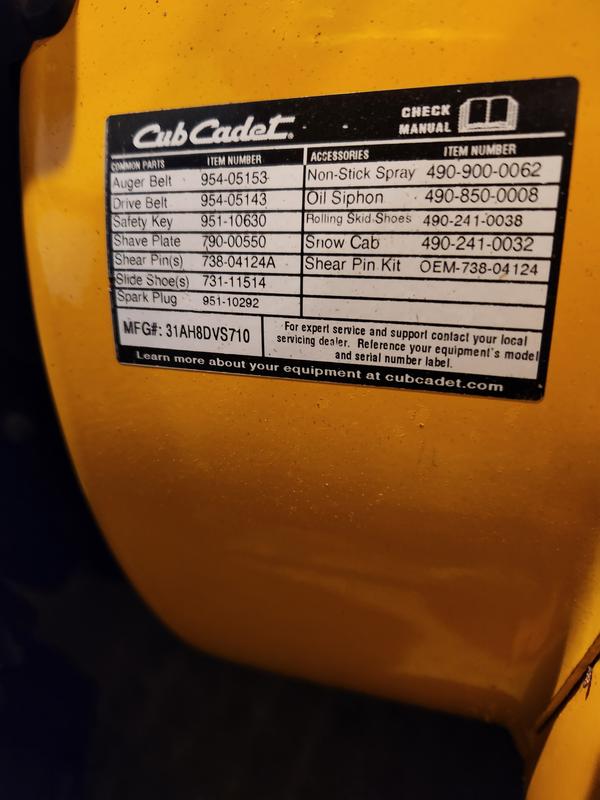 Cub Cadet.
CHECK
MANUAL
COMMON PARTS ITEM NUMBER
Auger Belt 954-05153
Drive Belt 954-05143
Safety Key 951-10630
Shave Plate 790-00550
Shear Pin(s) 738-04124A
Slide Shoe(s) 731-11514
Spark Plug 951-10292
ACCESSORIES ITEM NUMBER
Non-Stick Spray 490-900-0062
Oil Siphon 490-850-0008
Rolling Skid Shoes 490-241-0038
Snow Cab 490-241-0032
Shear Pin Kit OEM-738-04124
MFG#: 31AH8DVS710
For expert service and support contact your local
servicing dealer. Reference your equipment's model
and serial number label.
Learn more about your equipment at cubcadet.com